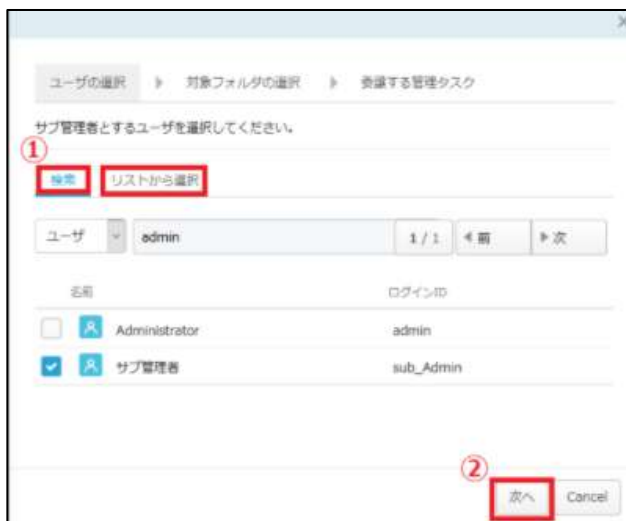 ユーザの選択 ▶ 対象フォルダの選択 ▶ 委譲する管理タスク
サブ管理者とするユーザを選択してください。
①
検索 リストから選択
ユーザ admin 1 / 1 ◀前 ▶次
名前 ログインID
Administrator admin
サブ管理者 sub_Admin
②
次へ Cancel